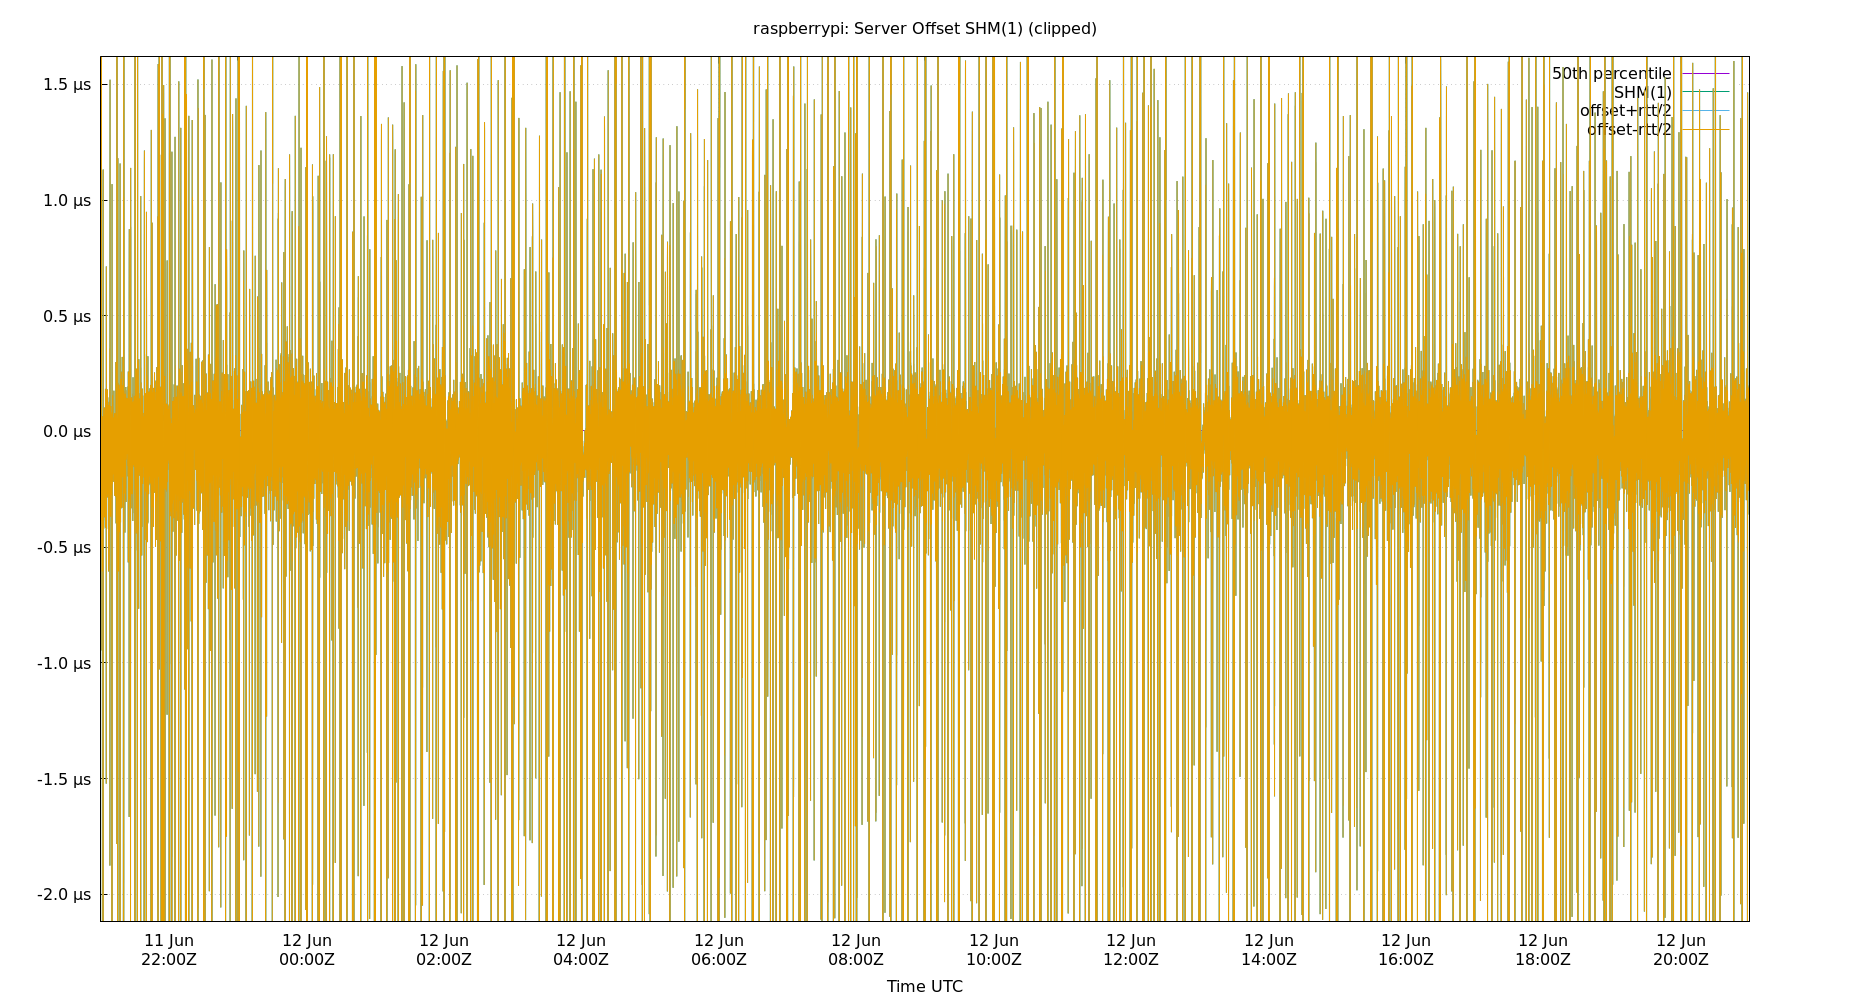 raspberrypi: Server Offset SHM(1) (clipped)
50th percentile
SHM(1)
offset+rtt/2
offset-rtt/2
1.5 µs
1.0 µs
0.5 µs
0.0 µs
-0.5 µs
-1.0 µs
-1.5 µs
-2.0 µs
11 Jun 12 Jun 12 Jun 12 Jun 12 Jun 12 Jun 12 Jun 12 Jun 12 Jun 12 Jun 12 Jun 12 Jun
22:00Z 00:00Z 02:00Z 04:00Z 06:00Z 08:00Z 10:00Z 12:00Z 14:00Z 16:00Z 18:00Z 20:00Z
Time UTC